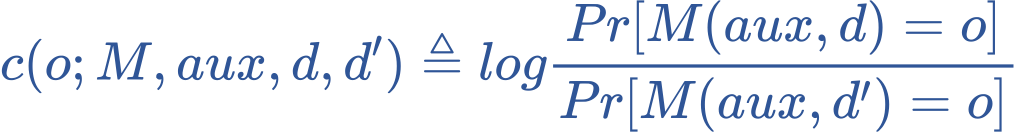 c(o; M, aux, d, d′) ≜ log Pr[M(aux, d) = o] / Pr[M(aux, d′) = o]